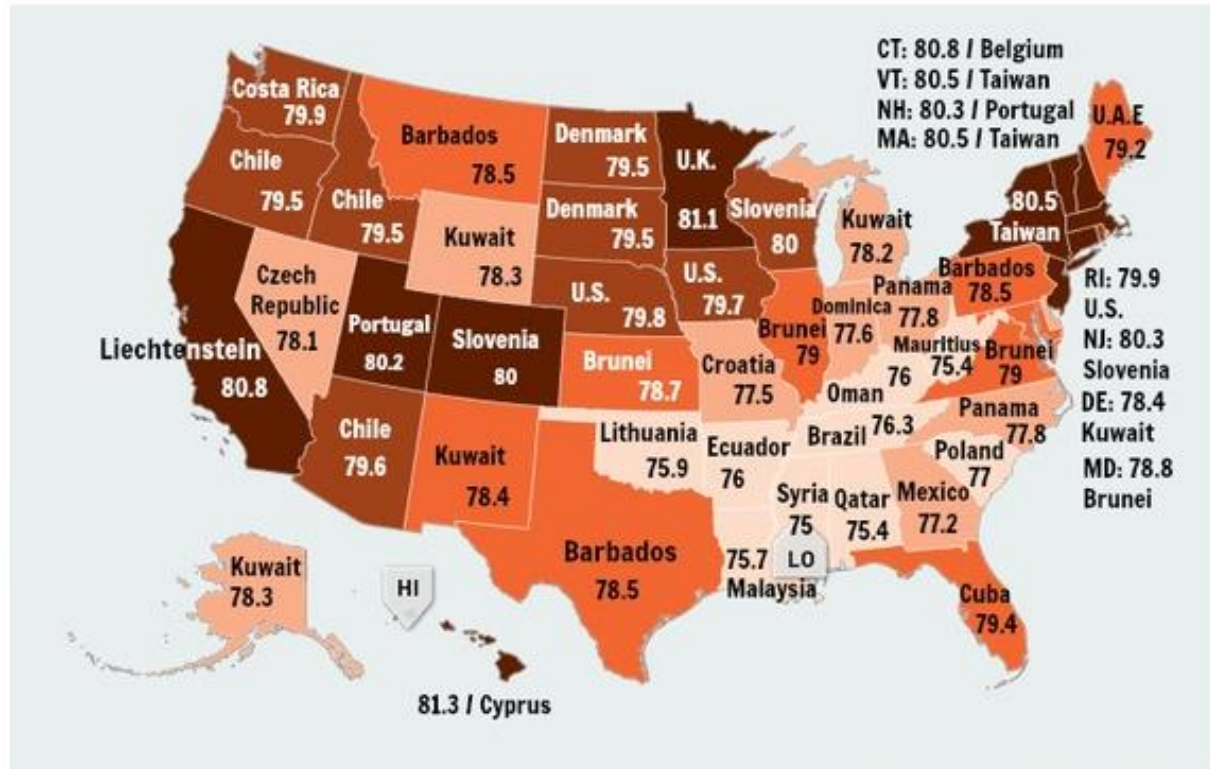 CT: 80.8 / Belgium
VT: 80.5 / Taiwan
NH: 80.3 / Portugal
MA: 80.5 / Taiwan
U.A.E
79.2
Costa Rica
79.9
Barbados
78.5
Denmark
79.5
U.K.
81.1
Chile
79.5
Chile
79.5
Kuwait
78.3
Denmark
79.5
Slovenia
80
Kuwait
78.2
80.5
Taiwan
Czech
Republic
78.1
U.S.
79.8
U.S.
79.7
Barbados
78.5
Panama
77.8
Dominica
77.6
Brunei
79
Liechtenstein
80.8
Portugal
80.2
Slovenia
80
Brunei
78.7
Croatia
77.5
Mauritius
75.4
Brunei
79
76
Oman
RI: 79.9
U.S.
NJ: 80.3
Slovenia
DE: 78.4
Kuwait
MD: 78.8
Brunei
Chile
79.6
Kuwait
78.4
Lithuania
75.9
Ecuador
76
Brazil 76.3
Panama
77.8
Poland
77
Syria
75
Qatar
75.4
Mexico
77.2
Barbados
78.5
75.7
Malaysia
LO
Cuba
79.4
Kuwait
78.3
HI
81.3 / Cyprus